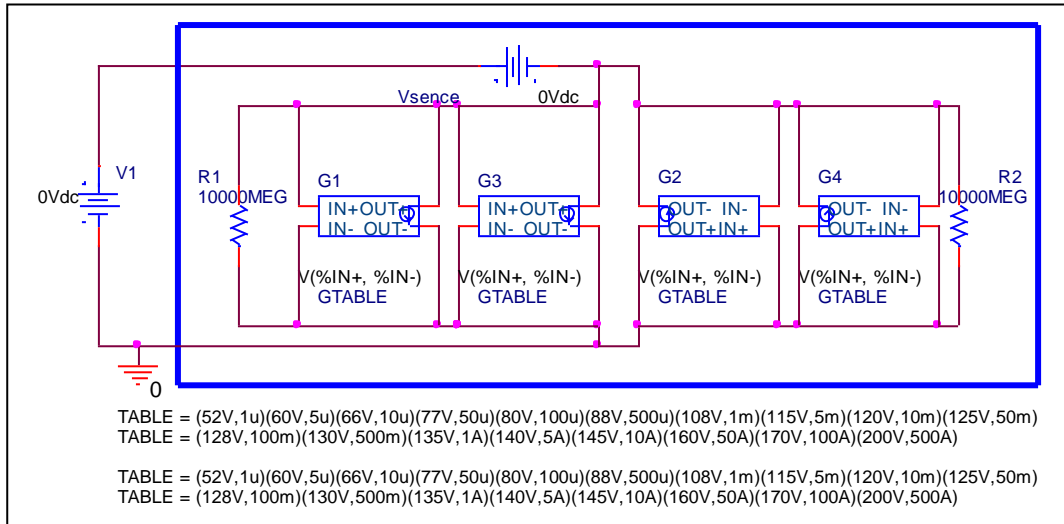 Vsence
0Vdc
V1
0Vdc
R1
10000MEG
G1
G3
G2
G4
R2
10000MEG
IN+OUT+
IN- OUT-
IN+OUT+
IN- OUT-
OUT- IN-
OUT+IN+
OUT- IN-
OUT+IN+
V(%IN+, %IN-)
GTABLE
V(%IN+, %IN-)
GTABLE
V(%IN+, %IN-)
GTABLE
V(%IN+, %IN-)
GTABLE
0
TABLE = (52V,1u)(60V,5u)(66V,10u)(77V,50u)(80V,100u)(88V,500u)(108V,1m)(115V,5m)(120V,10m)(125V,50m)
TABLE = (128V,100m)(130V,500m)(135V,1A)(140V,5A)(145V,10A)(160V,50A)(170V,100A)(200V,500A)
TABLE = (52V,1u)(60V,5u)(66V,10u)(77V,50u)(80V,100u)(88V,500u)(108V,1m)(115V,5m)(120V,10m)(125V,50m)
TABLE = (128V,100m)(130V,500m)(135V,1A)(140V,5A)(145V,10A)(160V,50A)(170V,100A)(200V,500A)